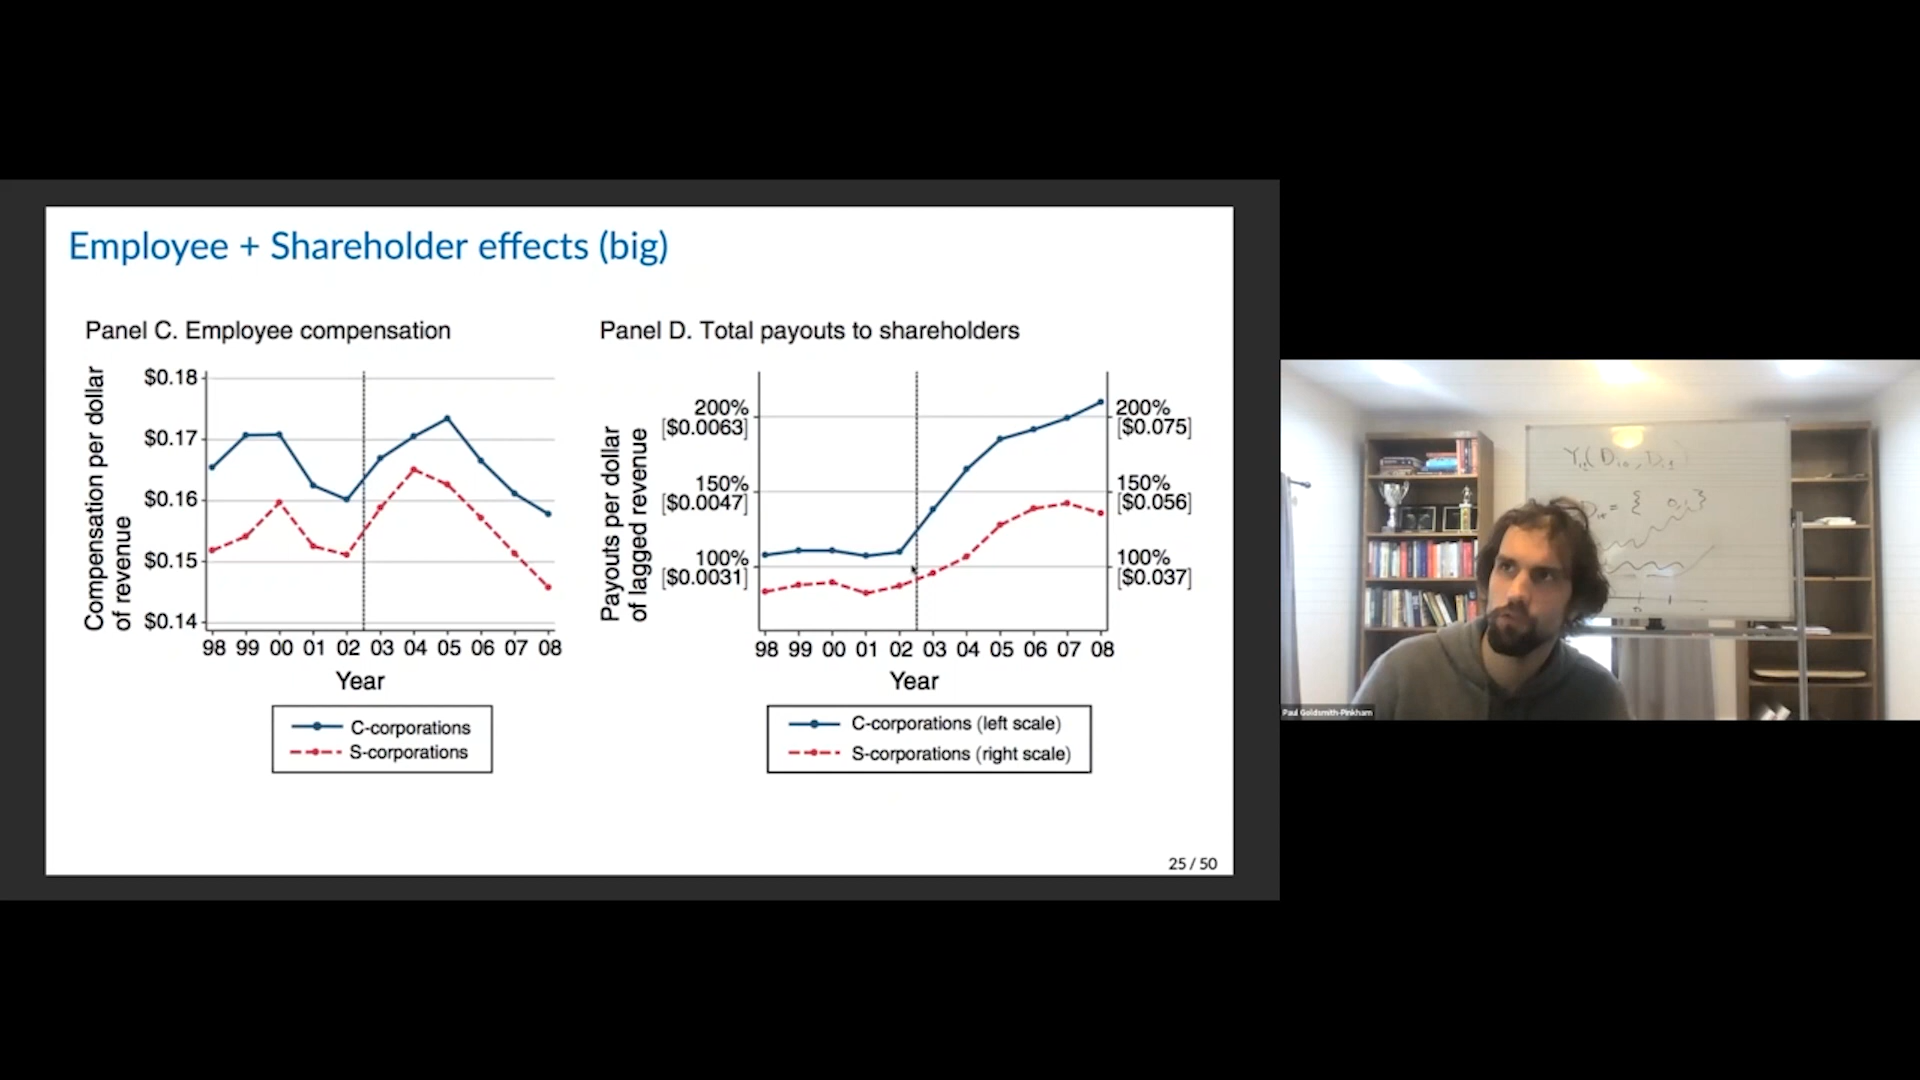 Employee + Shareholder effects (big)
Panel C. Employee compensation
Compensation per dollar
of revenue
$0.18
$0.17
$0.16
$0.15
$0.14
98 99 00 01 02 03 04 05 06 07 08
Year
C-corporations
S-corporations
Panel D. Total payouts to shareholders
Payouts per dollar
of lagged revenue
200%
[$0.0063]
150%
[$0.0047]
100%
[$0.0031]
200%
[$0.075]
150%
[$0.056]
100%
[$0.037]
98 99 00 01 02 03 04 05 06 07 08
Year
C-corporations (left scale)
S-corporations (right scale)
25 / 50
Paul Goldsmith-Pinkham